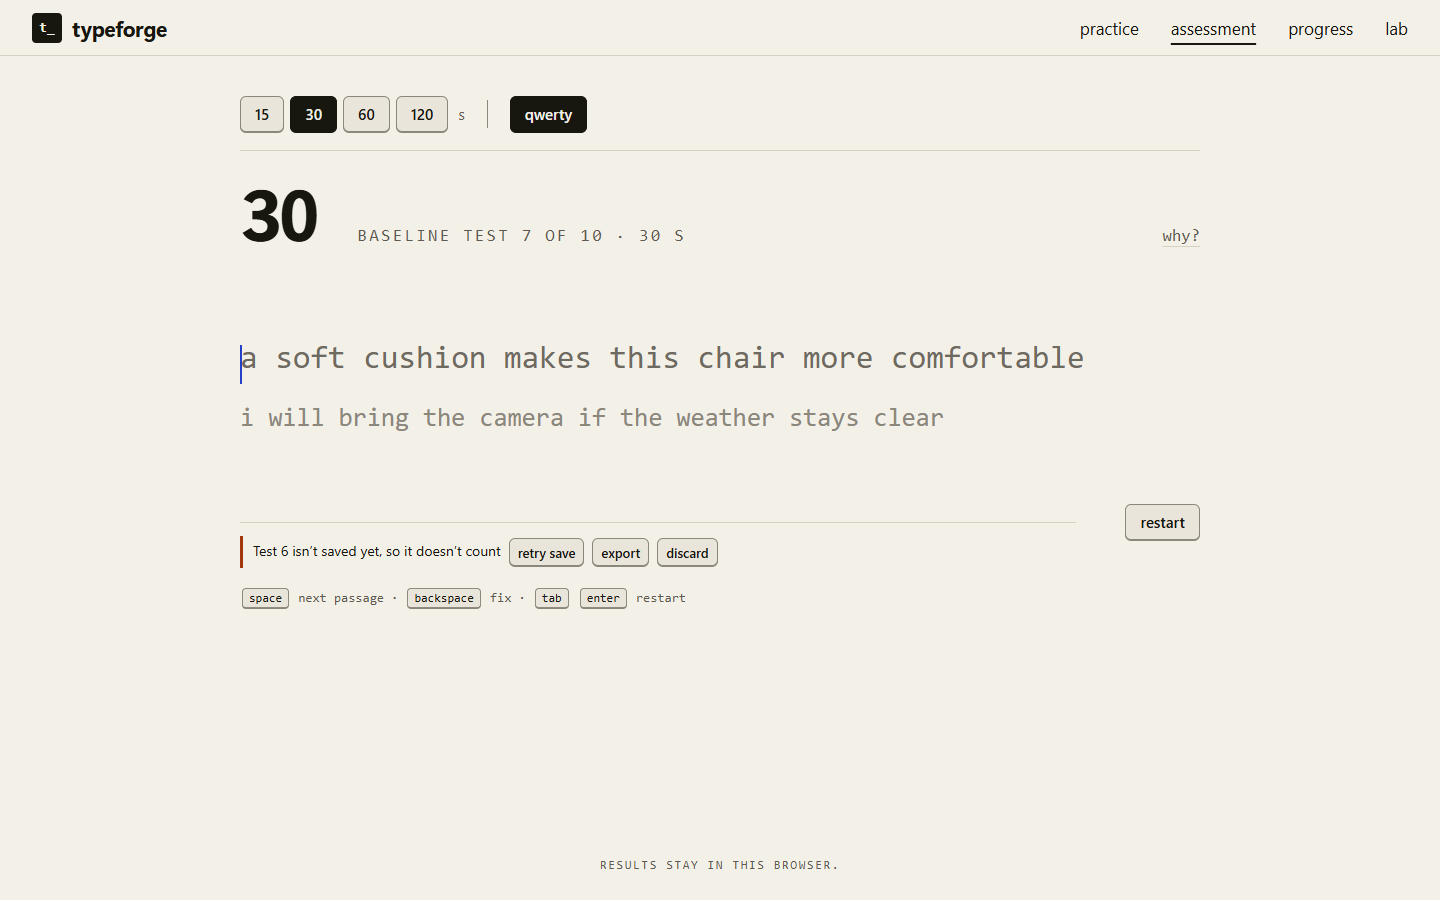 t_ typeforge practice assessment progress lab
15 30 60 120 s qwerty
30 BASELINE TEST 7 OF 10 · 30 S why?
a soft cushion makes this chair more comfortable
i will bring the camera if the weather stays clear
restart
Test 6 isn't saved yet, so it doesn't count retry save export discard
space next passage · backspace fix · tab enter restart
RESULTS STAY IN THIS BROWSER.